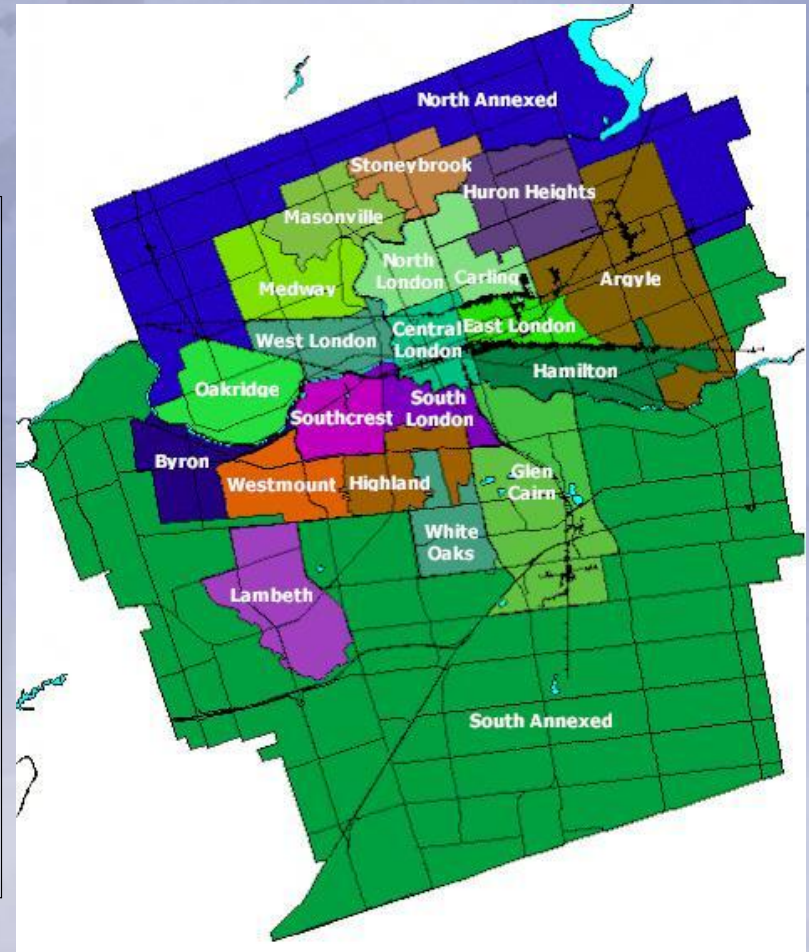 North Annexed
Stoneybrook
Huron Heights
Masonville
North
London
Carling
Argyle
Medway
West London
Central
London
East London
Hamilton
Oakridge
Southcrest
South
London
Byron
Westmount
Highland
Glen
Cairn
White
Oaks
Lambeth
South Annexed